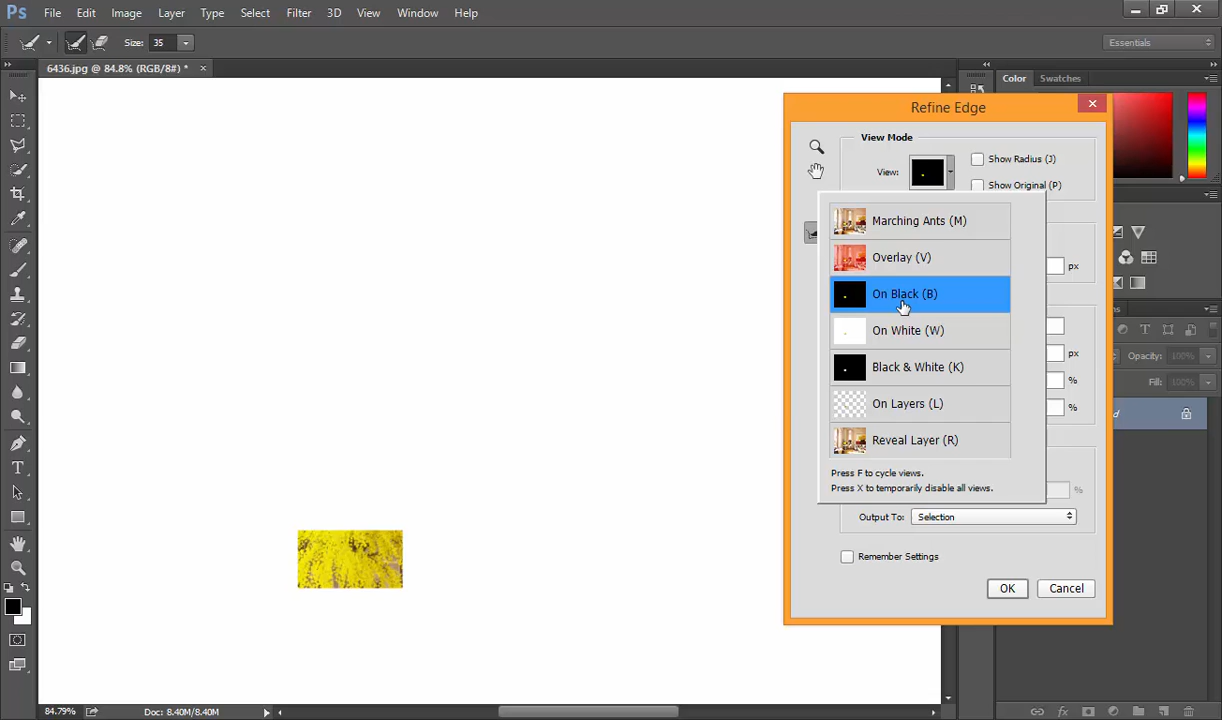 Ps File Edit Image Layer Type Select Filter 3D View Window Help
Size: 35 Essentials
6436.jpg @ 84.8% (RGB/8#) * ×
Color Swatches
Refine Edge
View Mode
View: Show Radius (J)
Show Original (P)
Marching Ants (M)
Overlay (V)
px
On Black (B)
On White (W)
px
Opacity: 100%
Black & White (K)
%
Fill: 100%
On Layers (L)
%
d
Reveal Layer (R)
Press F to cycle views.
Press X to temporarily disable all views.
%
Output To: Selection
Remember Settings
OK Cancel
84.79% Doc: 8.40M/8.40M